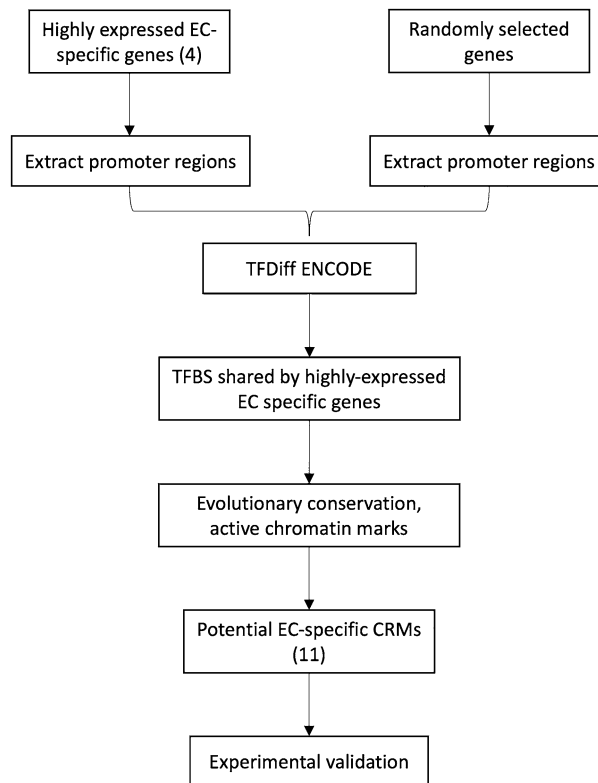 Highly expressed EC-
specific genes (4)
Randomly selected
genes
Extract promoter regions
Extract promoter regions
TFDiff ENCODE
TFBS shared by highly-expressed
EC specific genes
Evolutionary conservation,
active chromatin marks
Potential EC-specific CRMs
(11)
Experimental validation